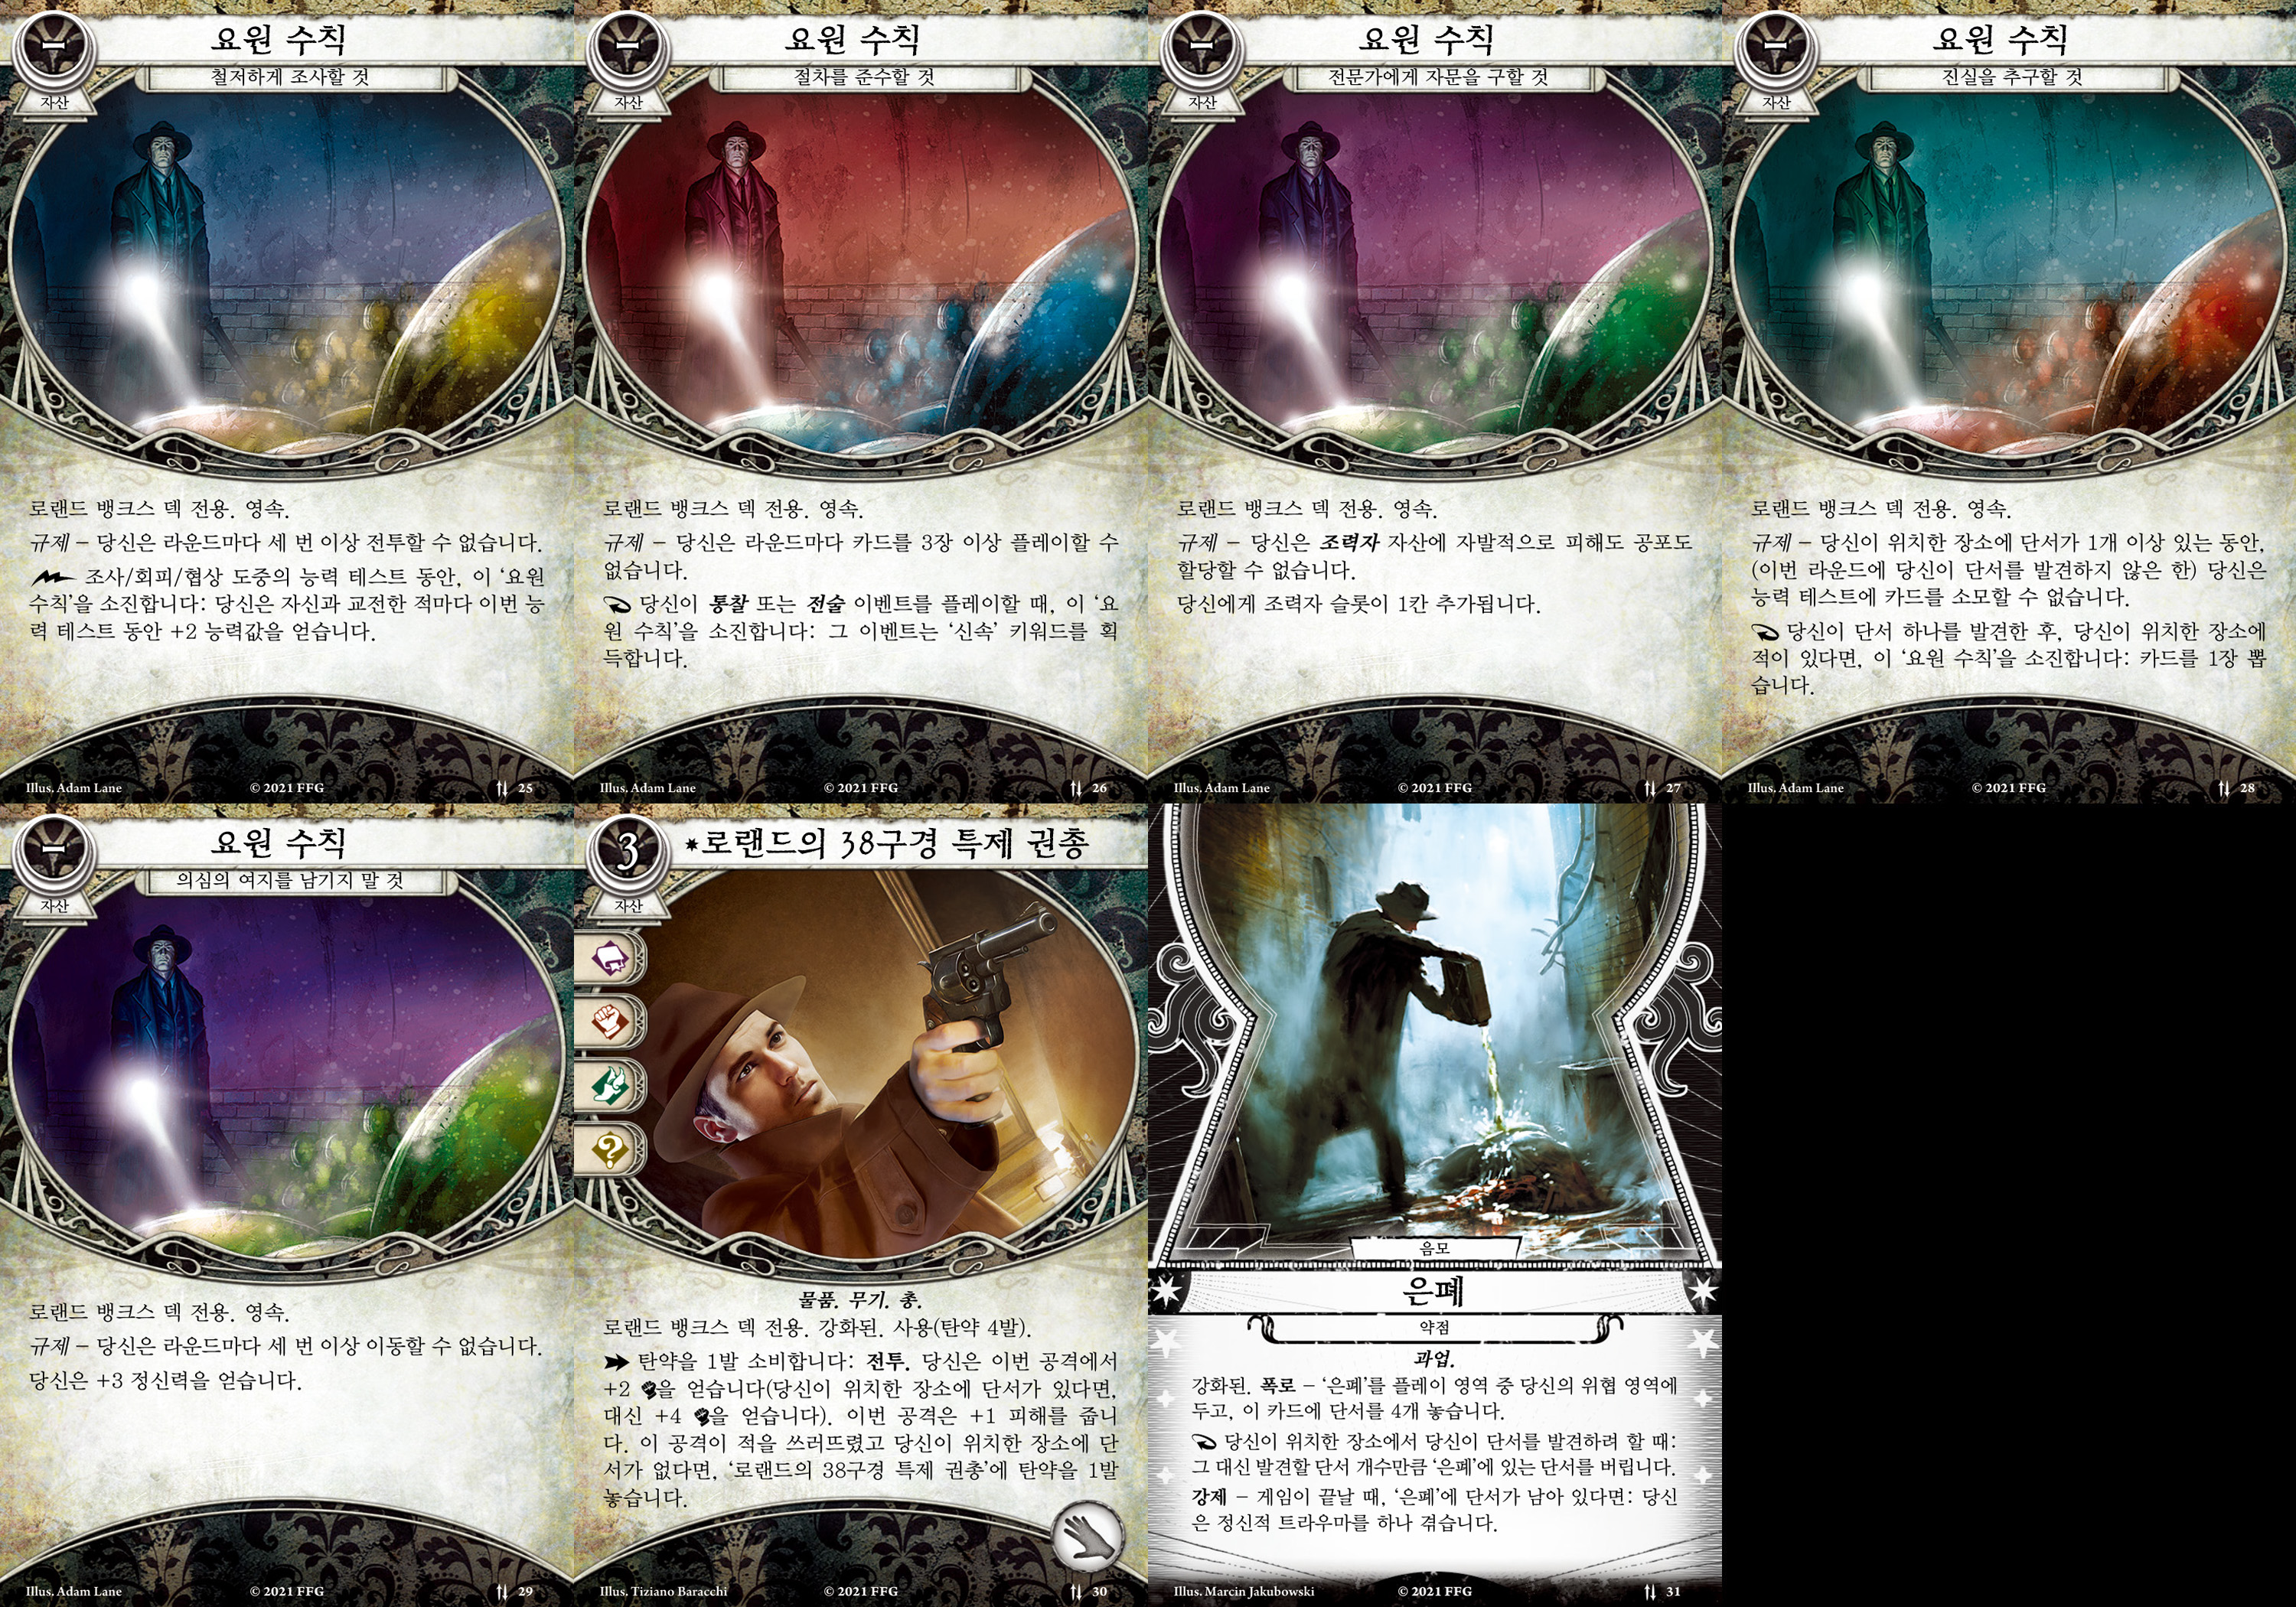 요원 수칙
철저하게 조사할 것
자산
로랜드 뱅크스 덱 전용. 영속.
규제 – 당신은 라운드마다 세 번 이상 전투할 수 없습니다.
조사/회피/협상 도중의 능력 테스트 동안, 이 ‘요원
수칙’을 소진합니다: 당신은 자신과 교전한 적마다 이번 능
력 테스트 동안 +2 능력값을 얻습니다.
Illus. Adam Lane
© 2021 FFG
25
요원 수칙
절차를 준수할 것
자산
로랜드 뱅크스 덱 전용. 영속.
규제 – 당신은 라운드마다 카드를 3장 이상 플레이할 수
없습니다.
당신이 통찰 또는 전술 이벤트를 플레이할 때, 이 ‘요
원 수칙’을 소진합니다: 그 이벤트는 ‘신속’ 키워드를 획
득합니다.
Illus. Adam Lane
© 2021 FFG
26
요원 수칙
전문가에게 자문을 구할 것
자산
로랜드 뱅크스 덱 전용. 영속.
규제 – 당신은 조력자 자산에 자발적으로 피해도 공포도
할당할 수 없습니다.
당신에게 조력자 슬롯이 1칸 추가됩니다.
Illus. Adam Lane
© 2021 FFG
27
요원 수칙
진실을 추구할 것
자산
로랜드 뱅크스 덱 전용. 영속.
규제 – 당신이 위치한 장소에 단서가 1개 이상 있는 동안,
(이번 라운드에 당신이 단서를 발견하지 않은 한) 당신은
능력 테스트에 카드를 소모할 수 없습니다.
당신이 단서 하나를 발견한 후, 당신이 위치한 장소에
적이 있다면, 이 ‘요원 수칙’을 소진합니다: 카드를 1장 뽑
습니다.
Illus. Adam Lane
© 2021 FFG
28
요원 수칙
의심의 여지를 남기지 말 것
자산
로랜드 뱅크스 덱 전용. 영속.
규제 – 당신은 라운드마다 세 번 이상 이동할 수 없습니다.
당신은 +3 정신력을 얻습니다.
Illus. Adam Lane
© 2021 FFG
29
3
로랜드의 38구경 특제 권총
자산
?
물품. 무기. 총.
로랜드 뱅크스 덱 전용. 강화된. 사용(탄약 4발).
탄약을 1발 소비합니다: 전투. 당신은 이번 공격에서
+2 을 얻습니다(당신이 위치한 장소에 단서가 있다면,
대신 +4 을 얻습니다). 이번 공격은 +1 피해를 줍니
다. 이 공격이 적을 쓰러뜨렸고 당신이 위치한 장소에 단
서가 없다면, ‘로랜드의 38구경 특제 권총’에 탄약을 1발
놓습니다.
Illus. Tiziano Baracchi
© 2021 FFG
30
음모
은폐
약점
과업.
강화된. 폭로 – ‘은폐’를 플레이 영역 중 당신의 위협 영역에
두고, 이 카드에 단서를 4개 놓습니다.
당신이 위치한 장소에서 당신이 단서를 발견하려 할 때:
그 대신 발견할 단서 개수만큼 ‘은폐’에 있는 단서를 버립니다.
강제 – 게임이 끝날 때, ‘은폐’에 단서가 남아 있다면: 당신
은 정신적 트라우마를 하나 겪습니다.
Illus. Marcin Jakubowski
© 2021 FFG
31